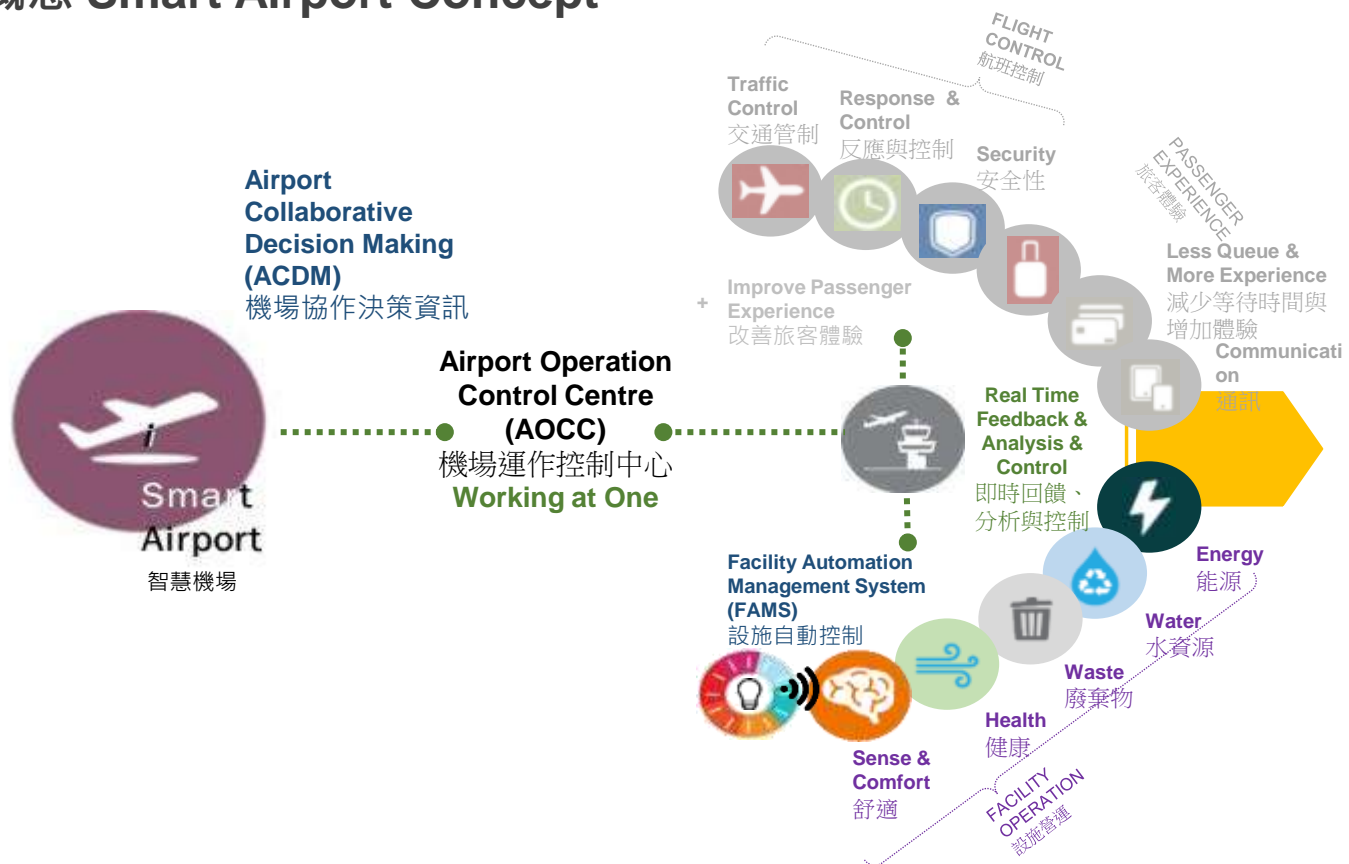 Smart Airport Concept
FLIGHT
CONTROL
航班控制
Traffic
Control
交通管制
Response &
Control
反應與控制
Security
安全性
PASSENGER
EXPERIENCE
旅客體驗
Less Queue &
More Experience
減少等待時間與
增加體驗
Communicati
on
通訊
Airport
Collaborative
Decision Making
(ACDM)
機場協作決策資訊
+ Improve Passenger
Experience
改善旅客體驗
Airport Operation
Control Centre
(AOCC)
機場運作控制中心
Working at One
i
Smart
Airport
智慧機場
Real Time
Feedback &
Analysis &
Control
即時回饋、
分析與控制
Facility Automation
Management System
(FAMS)
設施自動控制
Energy
能源
Water
水資源
Waste
廢棄物
Health
健康
Sense &
Comfort
舒適
FACILITY
OPERATION
設施營運